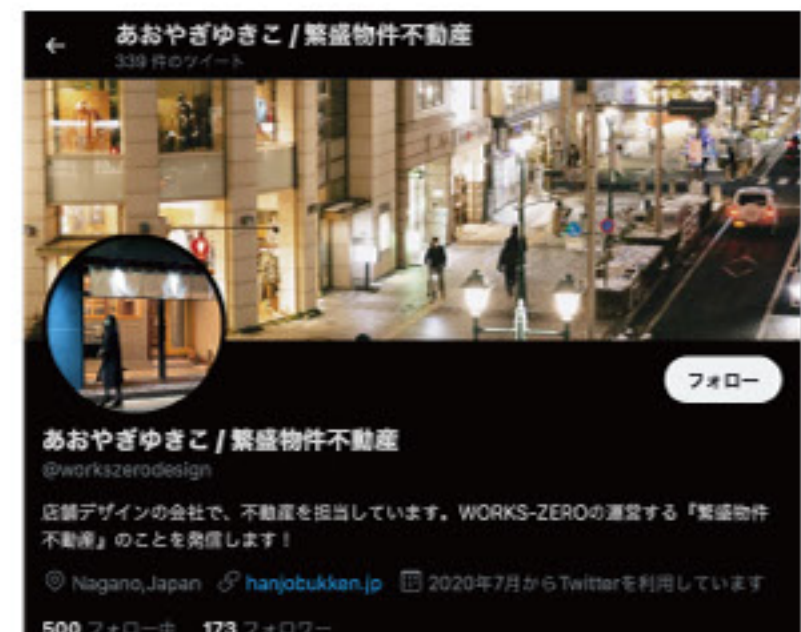 あおやぎゆきこ / 繁盛物件不動産
339 件のツイート
フォロー
あおやぎゆきこ / 繁盛物件不動産
@workszerodesign
店舗デザインの会社で、不動産を担当しています。WORKS-ZEROの運営する『繁盛物件
不動産』のことを発信します！
Nagano,Japan hanjobukken.jp 2020年7月からTwitterを利用しています
500 フォロー中 173 フォロワー